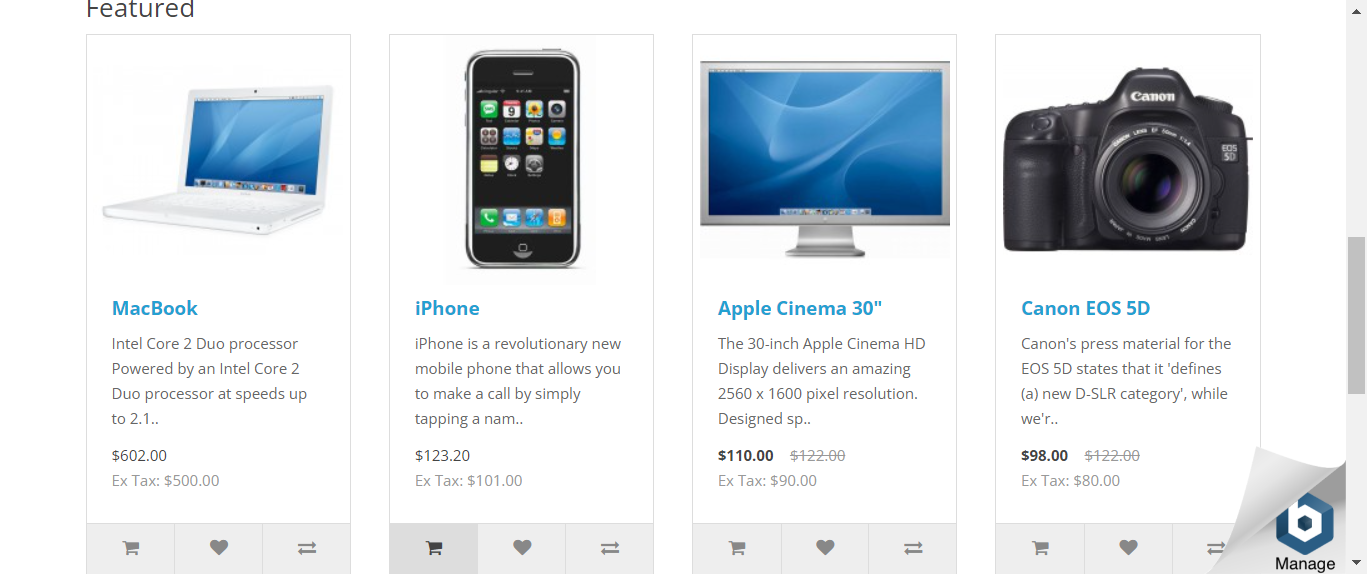 Featured
Canon
EOS
5D
MacBook
Intel Core 2 Duo processor
Powered by an Intel Core 2
Duo processor at speeds up
to 2.1..
$602.00
Ex Tax: $500.00
iPhone
iPhone is a revolutionary new
mobile phone that allows you
to make a call by simply
tapping a nam..
$123.20
Ex Tax: $101.00
Apple Cinema 30"
The 30-inch Apple Cinema HD
Display delivers an amazing
2560 x 1600 pixel resolution.
Designed sp..
$110.00 $122.00
Ex Tax: $90.00
Canon EOS 5D
Canon's press material for the
EOS 5D states that it 'defines
(a) new D-SLR category', while
we'r..
$98.00 $122.00
Ex Tax: $80.00
Manage